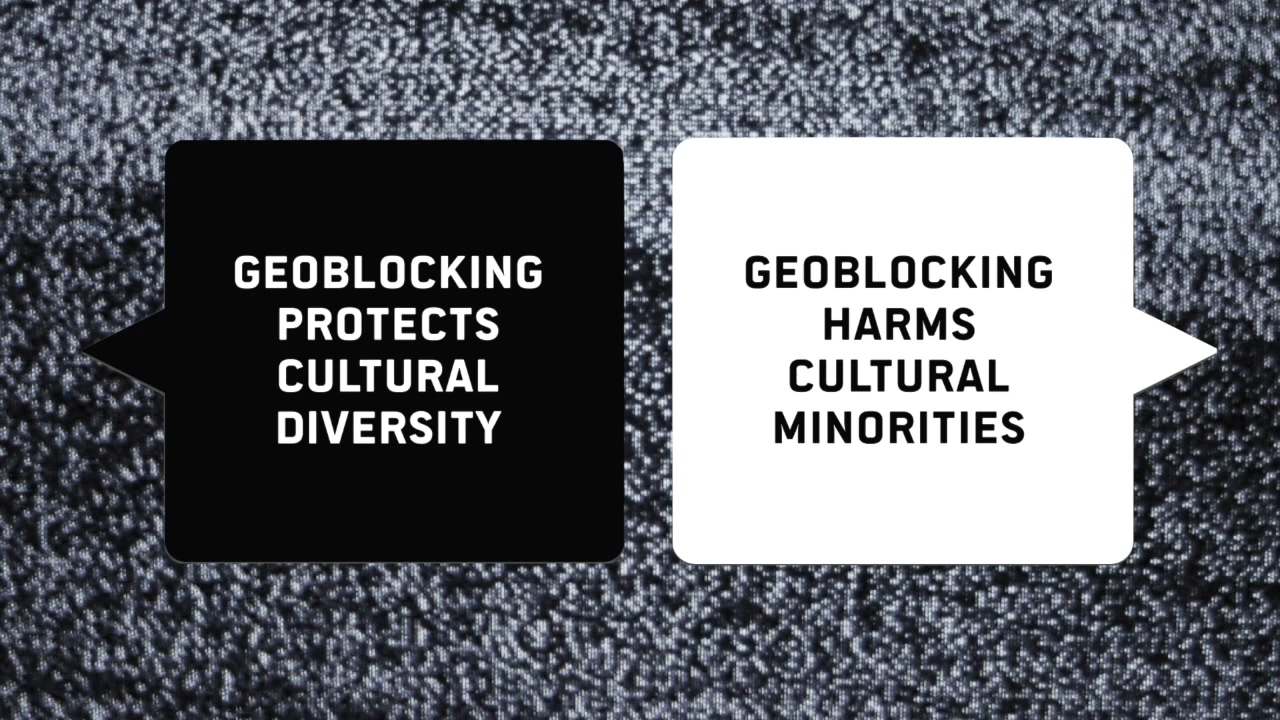 GEOBLOCKING
PROTECTS
CULTURAL
DIVERSITY
GEOBLOCKING
HARMS
CULTURAL
MINORITIES